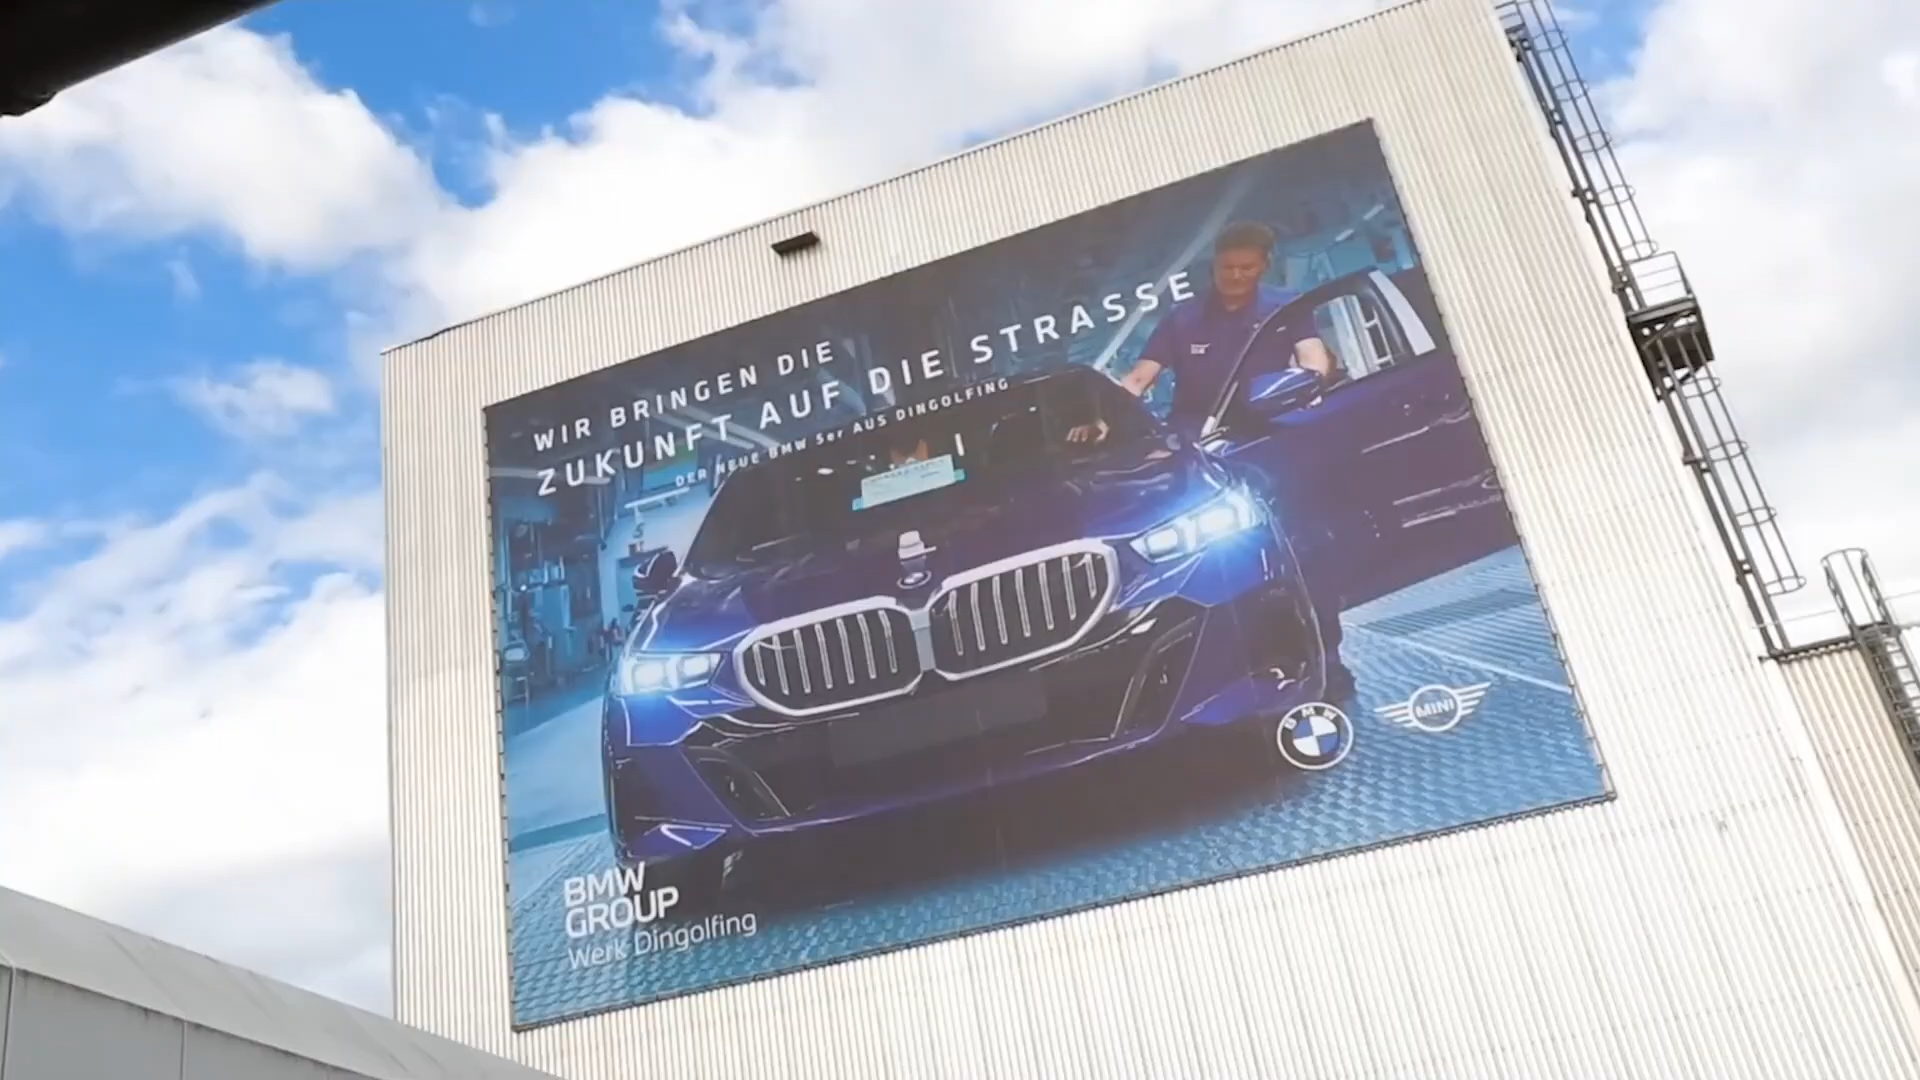 WIR BRINGEN DIE
ZUKUNFT AUF DIE STRASSE
DER NEUE BMW 5er AUS DINGOLFING
BMW
MINI
BMW
GROUP
Werk Dingolfing